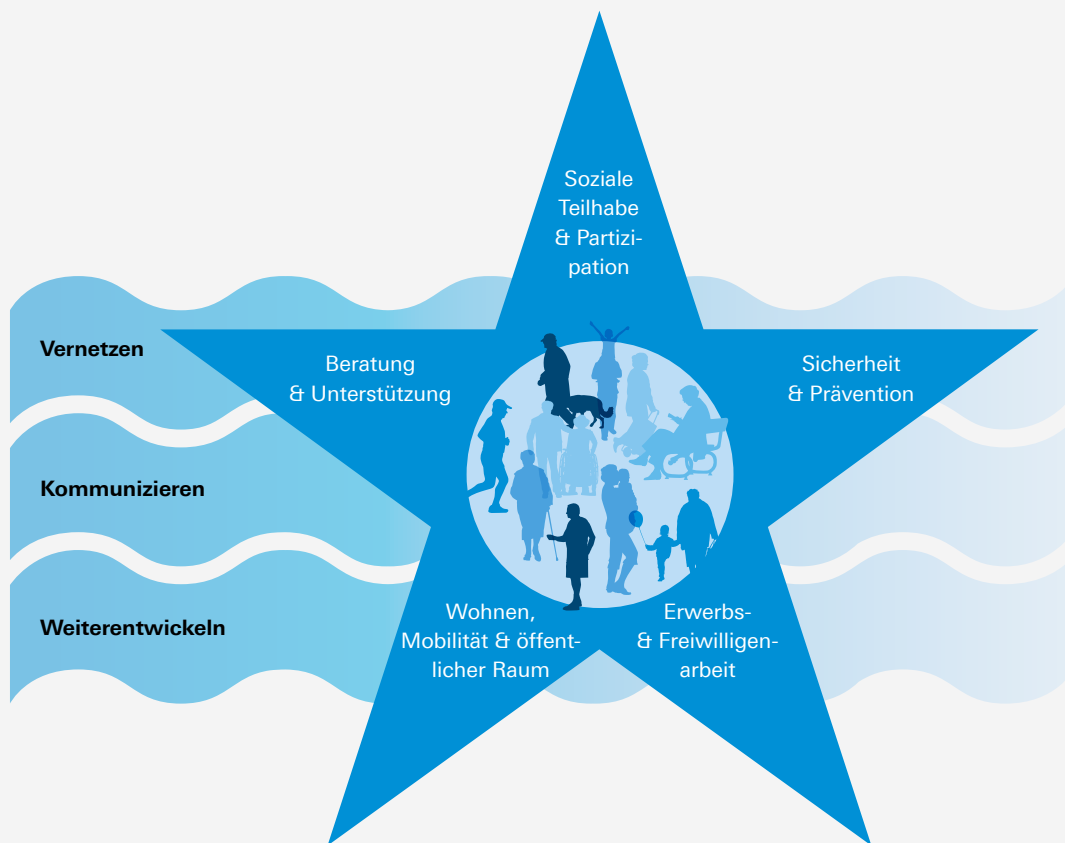 Soziale
Teilhabe
& Partizi-
pation
Vernetzen
Beratung
& Unterstützung
Sicherheit
& Prävention
Kommunizieren
Weiterentwickeln
Wohnen,
Mobilität & öffent-
licher Raum
Erwerbs-
& Freiwilligen-
arbeit